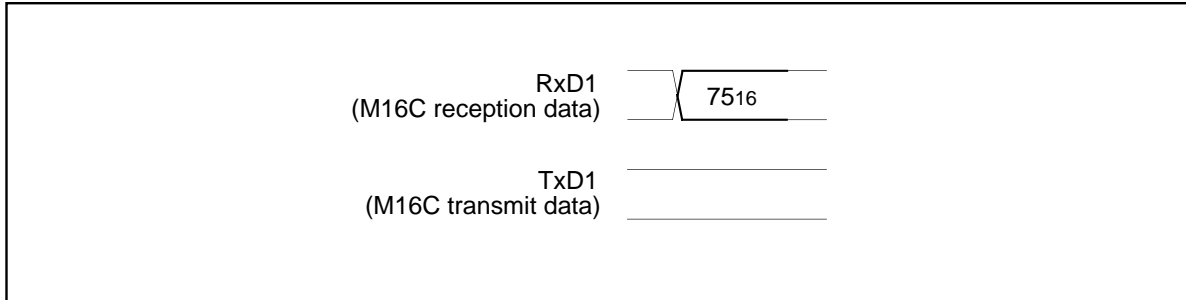 RxD1
(M16C reception data)
7516
TxD1
(M16C transmit data)